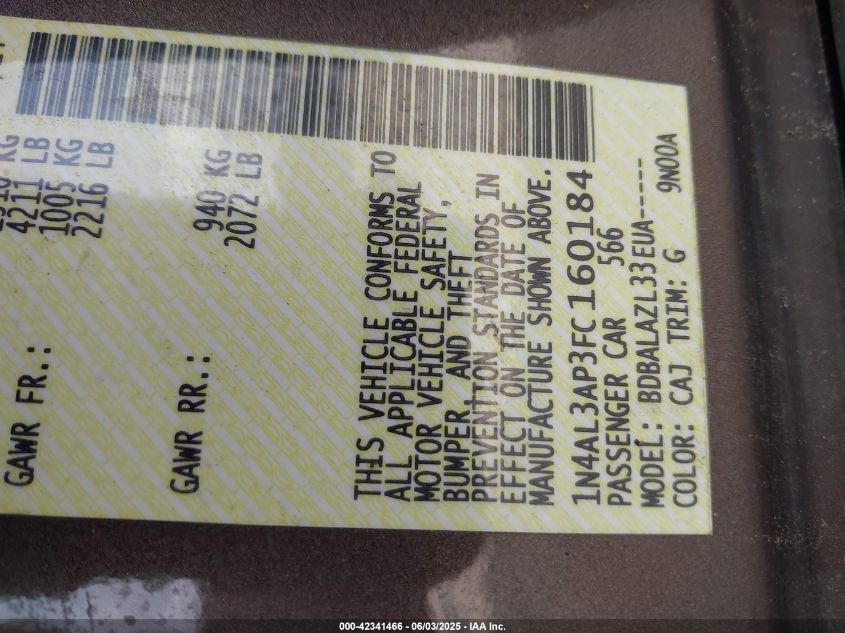 4211 LB
GAWR FR.: 1005 KG
2216 LB
GAWR RR.: 940 KG
2072 LB
THIS VEHICLE CONFORMS TO
ALL APPLICABLE FEDERAL
MOTOR VEHICLE SAFETY,
BUMPER, AND THEFT
PREVENTION STANDARDS IN
EFFECT ON THE DATE OF
MANUFACTURE SHOWN ABOVE.
1N4AL3AP3FC160184
PASSENGER CAR 566
MODEL: BDBALAZL33EUA-----
COLOR: CAJ TRIM: G 9N00A
000-42341466 - 06/03/2025 - IAA Inc.